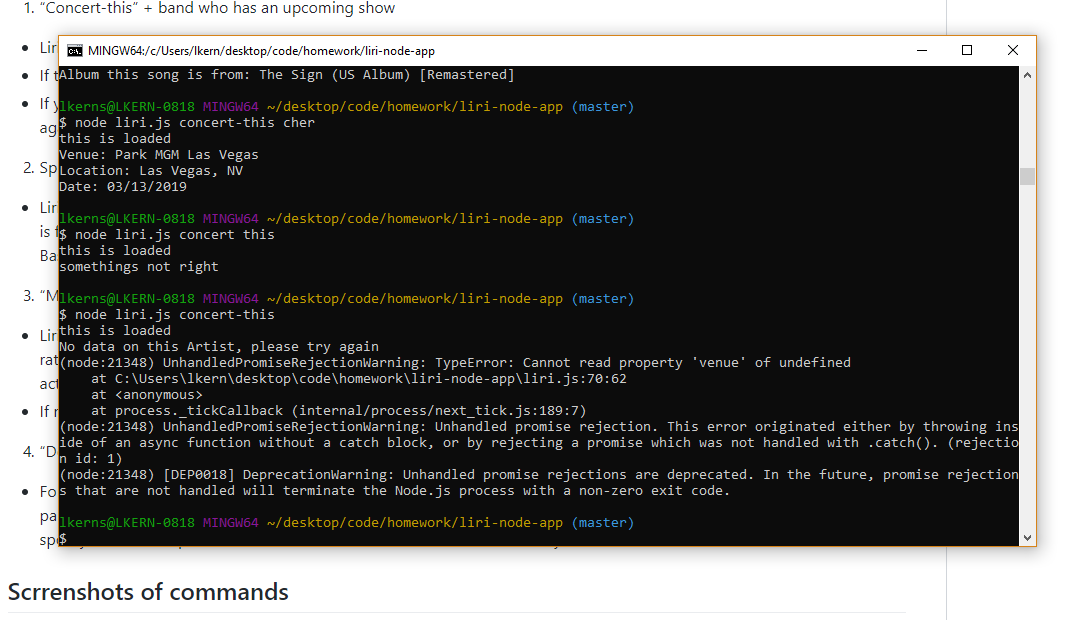 1. “Concert-this” + band who has an upcoming show
MINGW64:/c/Users/lkern/desktop/code/homework/liri-node-app
• Lir
• If t
• If y
ag
2. Sp
• Lir
is f
Ba
3. “M
• Lir
rat
act
• If r
4. “D
• Fo
pa
sp
Album this song is from: The Sign (US Album) [Remastered]
lkerns@LKERN-0818 MINGW64 ~/desktop/code/homework/liri-node-app (master)
$ node liri.js concert-this cher
this is loaded
Venue: Park MGM Las Vegas
Location: Las Vegas, NV
Date: 03/13/2019
lkerns@LKERN-0818 MINGW64 ~/desktop/code/homework/liri-node-app (master)
$ node liri.js concert this
this is loaded
somethings not right
lkerns@LKERN-0818 MINGW64 ~/desktop/code/homework/liri-node-app (master)
$ node liri.js concert-this
this is loaded
No data on this Artist, please try again
(node:21348) UnhandledPromiseRejectionWarning: TypeError: Cannot read property 'venue' of undefined
at C:\Users\lkern\desktop\code\homework\liri-node-app\liri.js:70:62
at <anonymous>
at process._tickCallback (internal/process/next_tick.js:189:7)
(node:21348) UnhandledPromiseRejectionWarning: Unhandled promise rejection. This error originated either by throwing ins
ide of an async function without a catch block, or by rejecting a promise which was not handled with .catch(). (rejectio
n id: 1)
(node:21348) [DEP0018] DeprecationWarning: Unhandled promise rejections are deprecated. In the future, promise rejection
s that are not handled will terminate the Node.js process with a non-zero exit code.
lkerns@LKERN-0818 MINGW64 ~/desktop/code/homework/liri-node-app (master)
$
Scrrenshots of commands